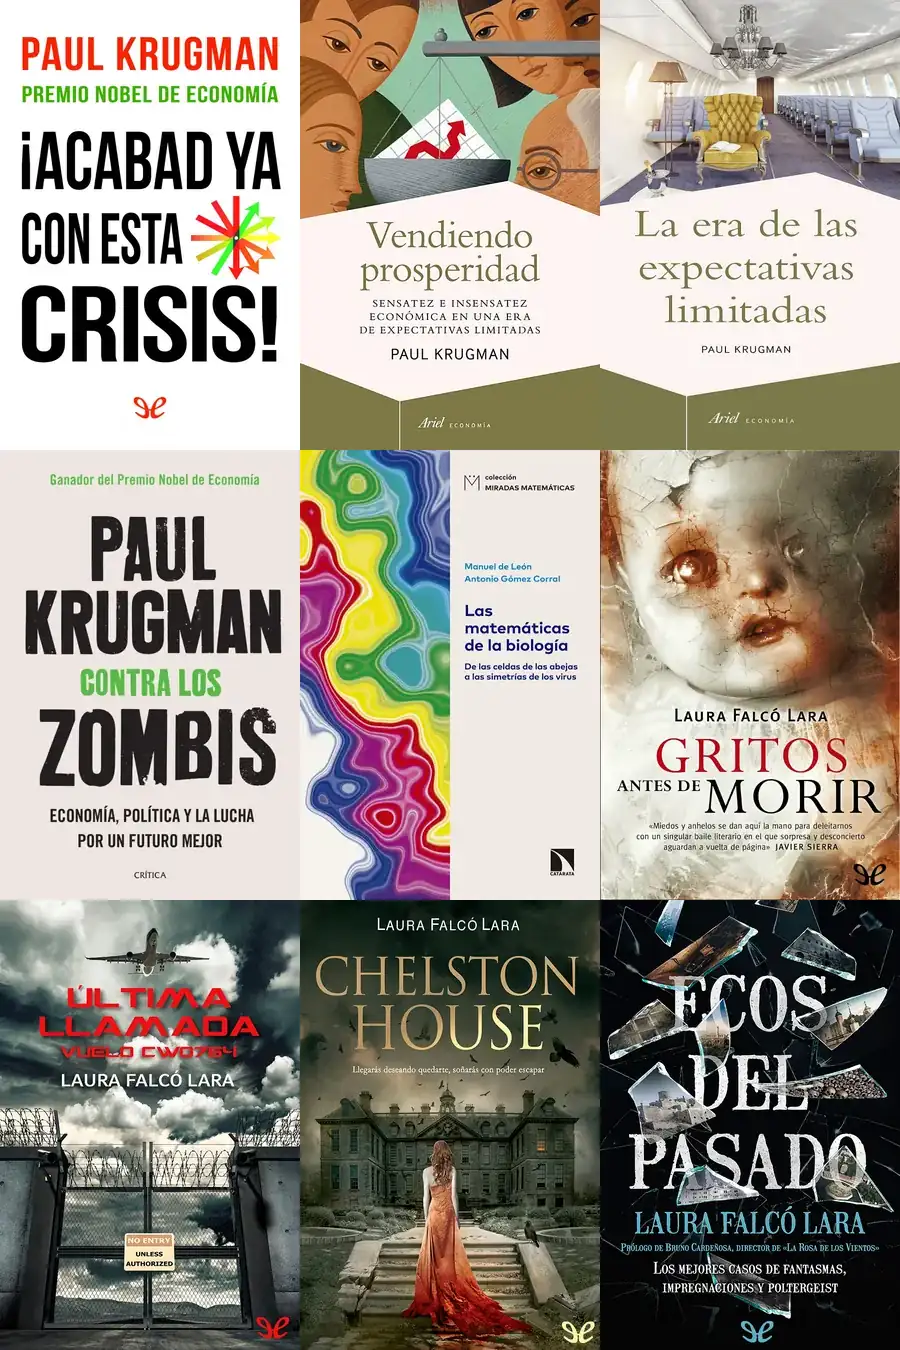 PAUL KRUGMAN
PREMIO NOBEL DE ECONOMÍA
¡ACABAD YA
CON ESTA
CRISIS!
Vendiendo
prosperidad
SENSATEZ E INSENSATEZ
ECONÓMICA EN UNA ERA
DE EXPECTATIVAS LIMITADAS
PAUL KRUGMAN
Ariel ECONOMÍA
La era de las
expectativas
limitadas
PAUL KRUGMAN
Ariel ECONOMÍA
Ganador del Premio Nobel de Economía
PAUL
KRUGMAN
CONTRA LOS
ZOMBIS
ECONOMÍA, POLÍTICA Y LA LUCHA
POR UN FUTURO MEJOR
CRÍTICA
colección
MIRADAS MATEMÁTICAS
Manuel de León
Antonio Gómez Corral
Las
matemáticas
de la biología
De las celdas de las abejas
a las simetrías de los virus
CATARATA
LAURA FALCÓ LARA
GRITOS
ANTES DE MORIR
«Miedos y anhelos se dan aquí la mano para deleitarnos
con un singular baile literario en el que sorpresa y desconcierto
aguardan a vuelta de página» JAVIER SIERRA
ÚLTIMA
LLAMADA
VUELO CW0764
LAURA FALCÓ LARA
NO ENTRY
UNLESS
AUTHORIZED
LAURA FALCÓ LARA
CHELSTON
HOUSE
Llegarás deseando quedarte, soñarás con poder escapar
ECOS
DEL
PASADO
LAURA FALCÓ LARA
PRÓLOGO DE BRUNO CARDEÑOSA, DIRECTOR DE «LA ROSA DE LOS VIENTOS»
LOS MEJORES CASOS DE FANTASMAS,
IMPREGNACIONES Y POLTERGEIST